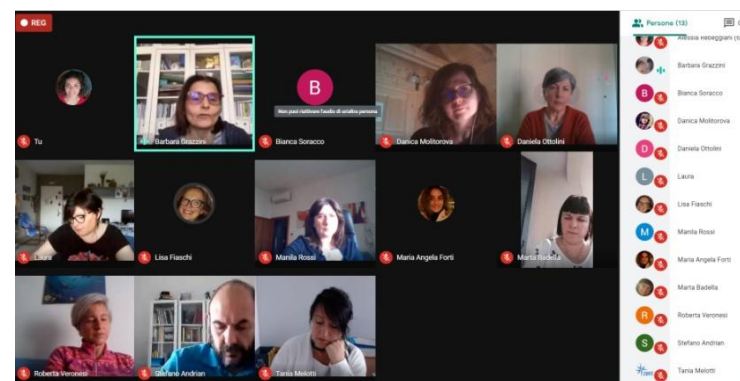 REG
Tu
Barbara Grazzini
B
Non puoi riattivare l'audio di un'altra persona
Bianca Soracco
Danica Molitorova
Daniela Ottolini
Laura
Lisa Fiaschi
Manila Rossi
Maria Angela Forti
Marta Badella
Roberta Veronesi
Stefano Andrian
Tania Melotti
Persone (13)
Alessia Rebeggiani (tu
Barbara Grazzini
B
Bianca Soracco
Danica Molitorova
D
Daniela Ottolini
L
Laura
Lisa Fiaschi
M
Manila Rossi
Maria Angela Forti
Marta Badella
R
Roberta Veronesi
S
Stefano Andrian
Tania Melotti